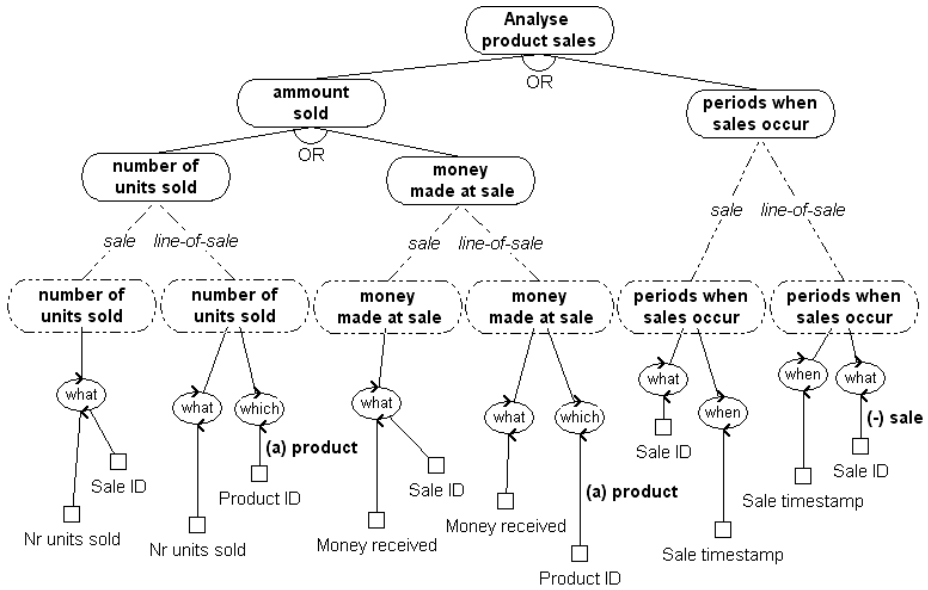 Analyse
product sales
OR
ammount
sold
periods when
sales occur
OR
number of
units sold
money
made at sale
sale line-of-sale
sale line-of-sale
sale line-of-sale
number of
units sold
number of
units sold
money
made at sale
money
made at sale
periods when
sales occur
periods when
sales occur
what
what
which
what
what
which
what
when
when
what
(a) product
(-) sale
Sale ID
Product ID
Sale ID
(a) product
Sale ID
Sale ID
Nr units sold
Nr units sold
Money received
Money received
Product ID
Sale timestamp
Sale timestamp